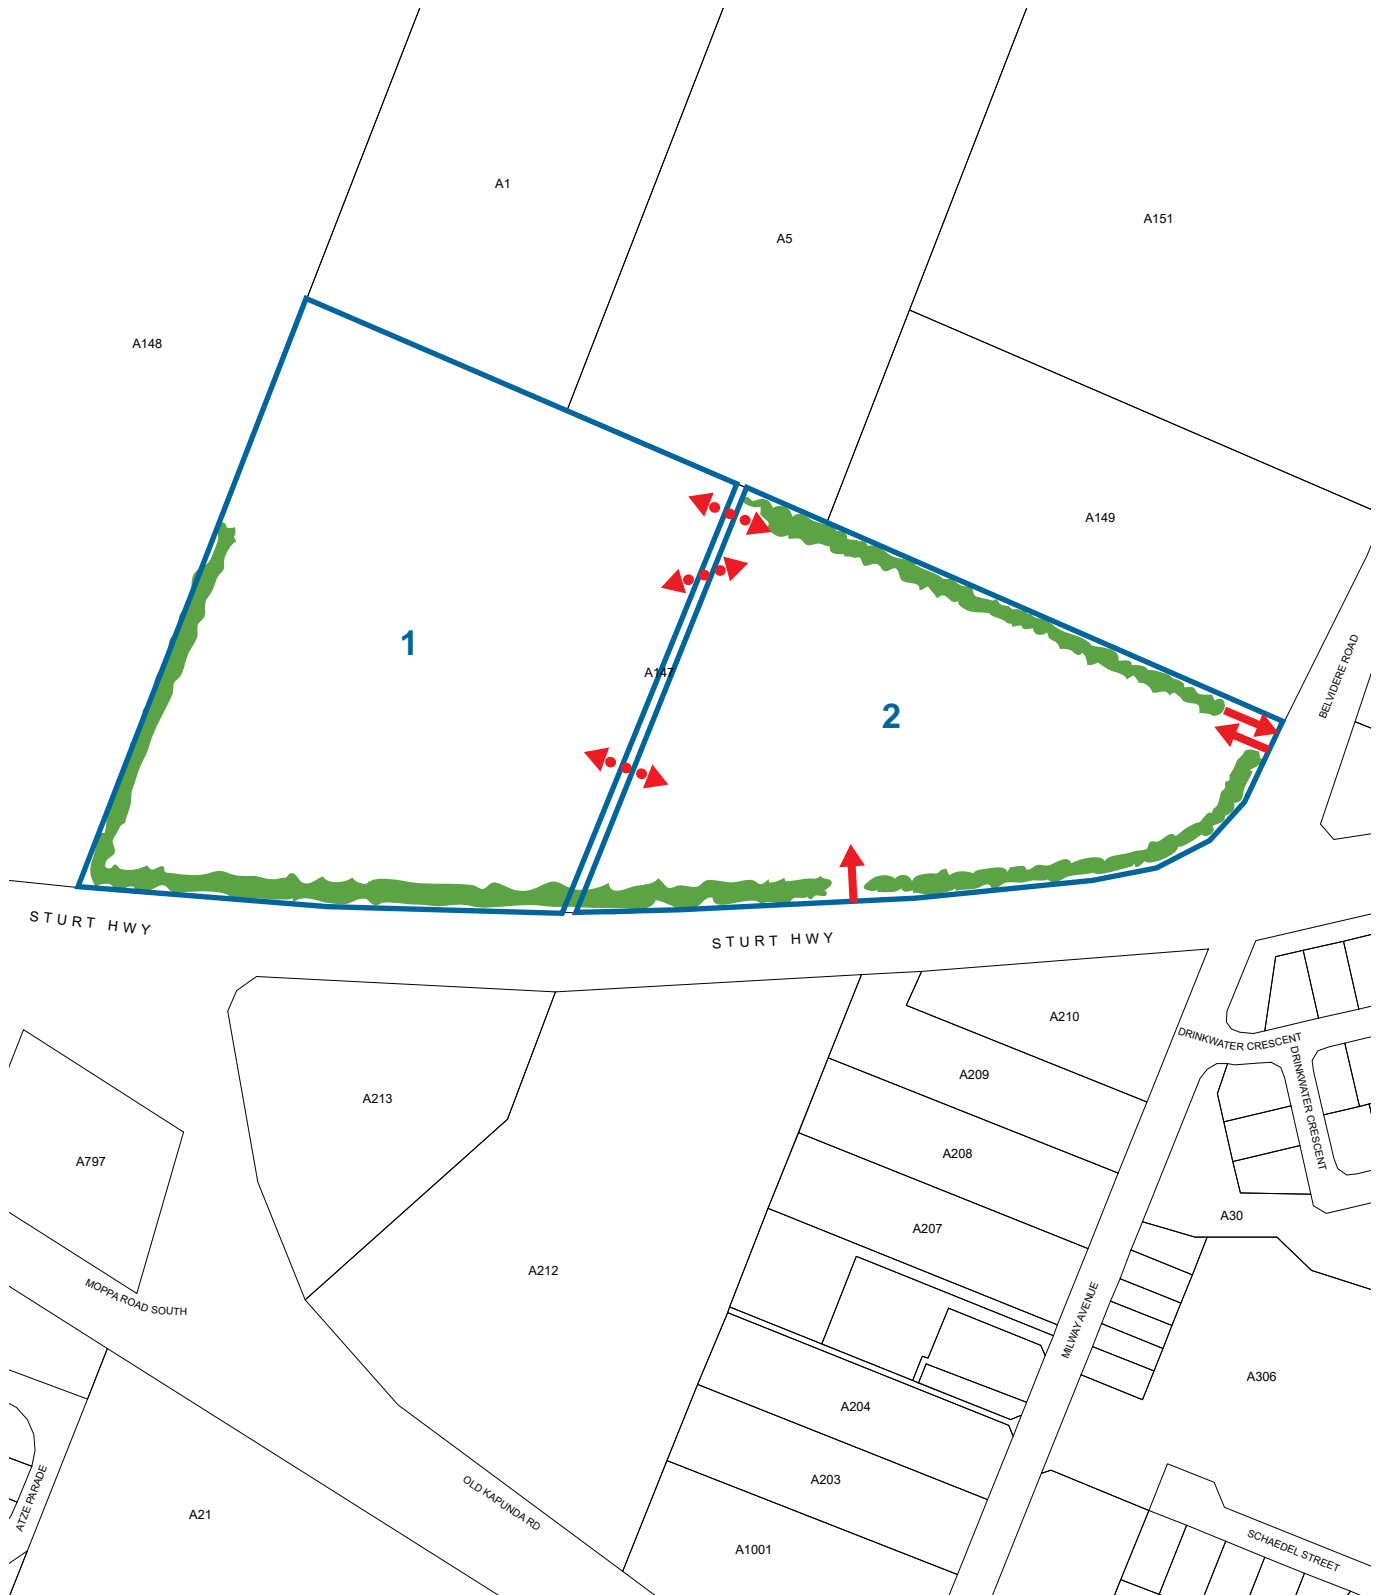 A1
A151
A5
A148
A149
1
BELVIDERE ROAD
A147
2
STURT HWY
STURT HWY
A210
DRINKWATER CRESCENT
A209
DRINKWATER CRESCENT
A213
A208
A797
A30
A207
A212
MOPPA ROAD SOUTH
MILWAY AVENUE
A306
A204
A203
ATZE PARADE
OLD KAPUNDA RD
A21
SCHAEDEL STREET
A1001